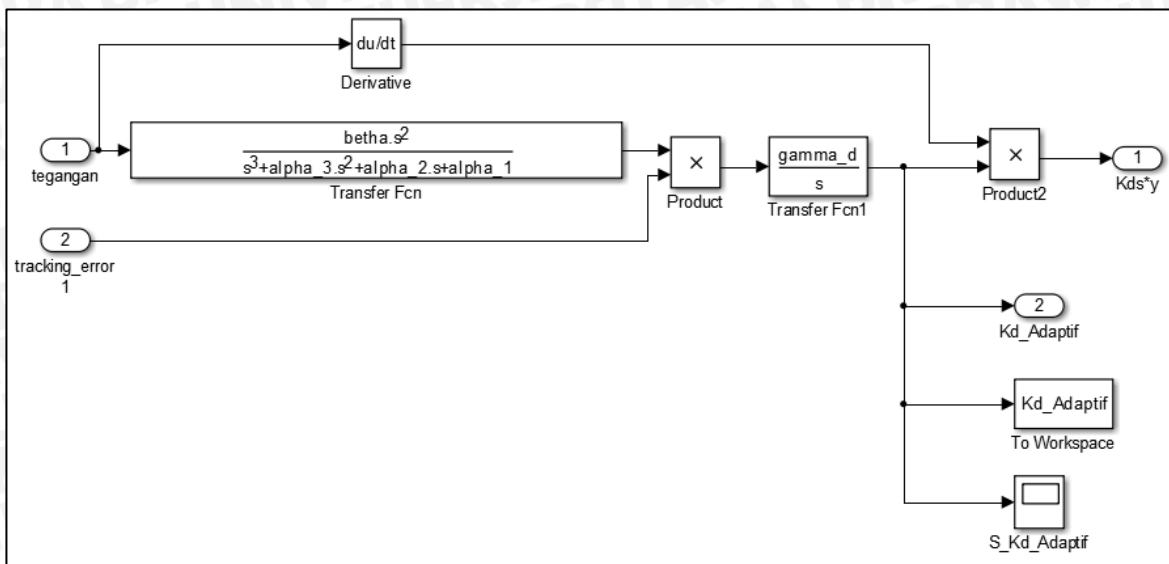 du/dt
Derivative
1
tegangan
betha.s²
s³+alpha_3.s²+alpha_2.s+alpha_1
Transfer Fcn
×
Product
gamma_d
s
Transfer Fcn1
×
Product2
1
Kds*y
2
tracking_error
1
2
Kd_Adaptif
Kd_Adaptif
To Workspace
S_Kd_Adaptif